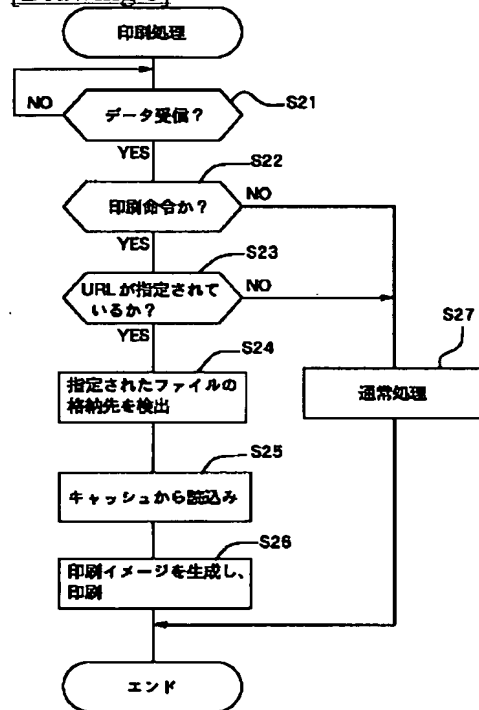 印刷処理
NO
データ受信?
S21
YES
S22
印刷命令か?
NO
YES
S23
URLが指定されて
いるか?
NO
YES
S27
S24
指定されたファイルの
格納先を検出
通常処理
S25
キャッシュから読込み
S26
印刷イメージを生成し、
印刷
エンド